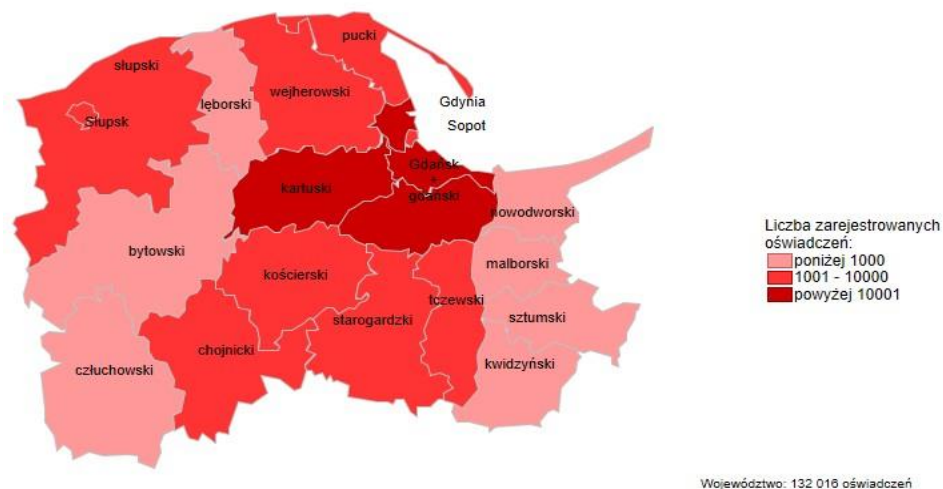 pucki
słupski
wejherowski
lęborski
Gdynia
Słupsk
Sopot
Gdańsk
+
gdański
kartuski
nowodworski
bytowski
malborski
kościerski
tczewski
sztumski
starogardzki
chojnicki
kwidzyński
człuchowski
Liczba zarejestrowanych
oświadczeń:
poniżej 1000
1001 - 10000
powyżej 10001
Województwo: 132 016 oświadczeń